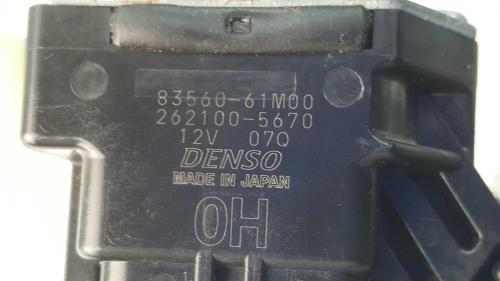 83560-61M00
262100-5670
12V 07Q
DENSO
MADE IN JAPAN
0H